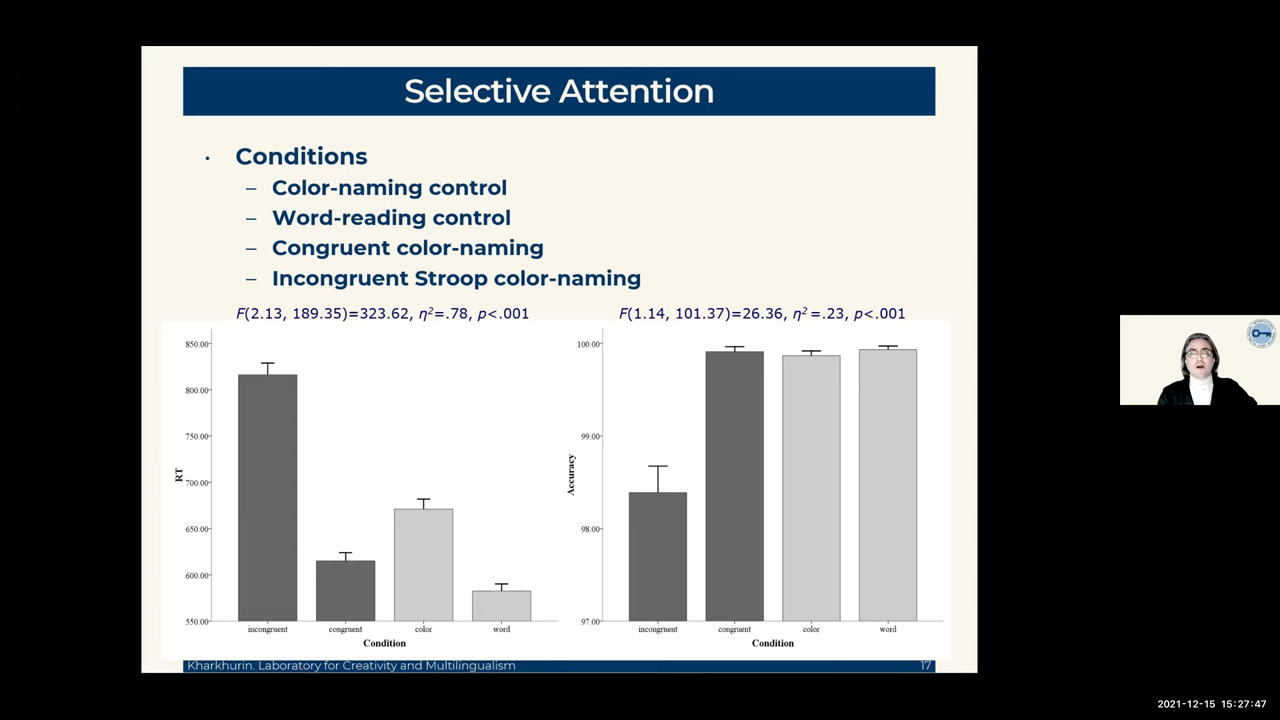 Selective Attention
• Conditions
– Color-naming control
– Word-reading control
– Congruent color-naming
– Incongruent Stroop color-naming
F(2.13, 189.35)=323.62, η²=.78, p<.001
850.00
800.00
750.00
700.00
650.00
600.00
550.00
RT
incongruent congruent color word
Condition
F(1.14, 101.37)=26.36, η²=.23, p<.001
100.00
99.00
98.00
97.00
Accuracy
incongruent congruent color word
Condition
Kharkhurin. Laboratory for Creativity and Multilingualism 17
2021-12-15 15:27:47